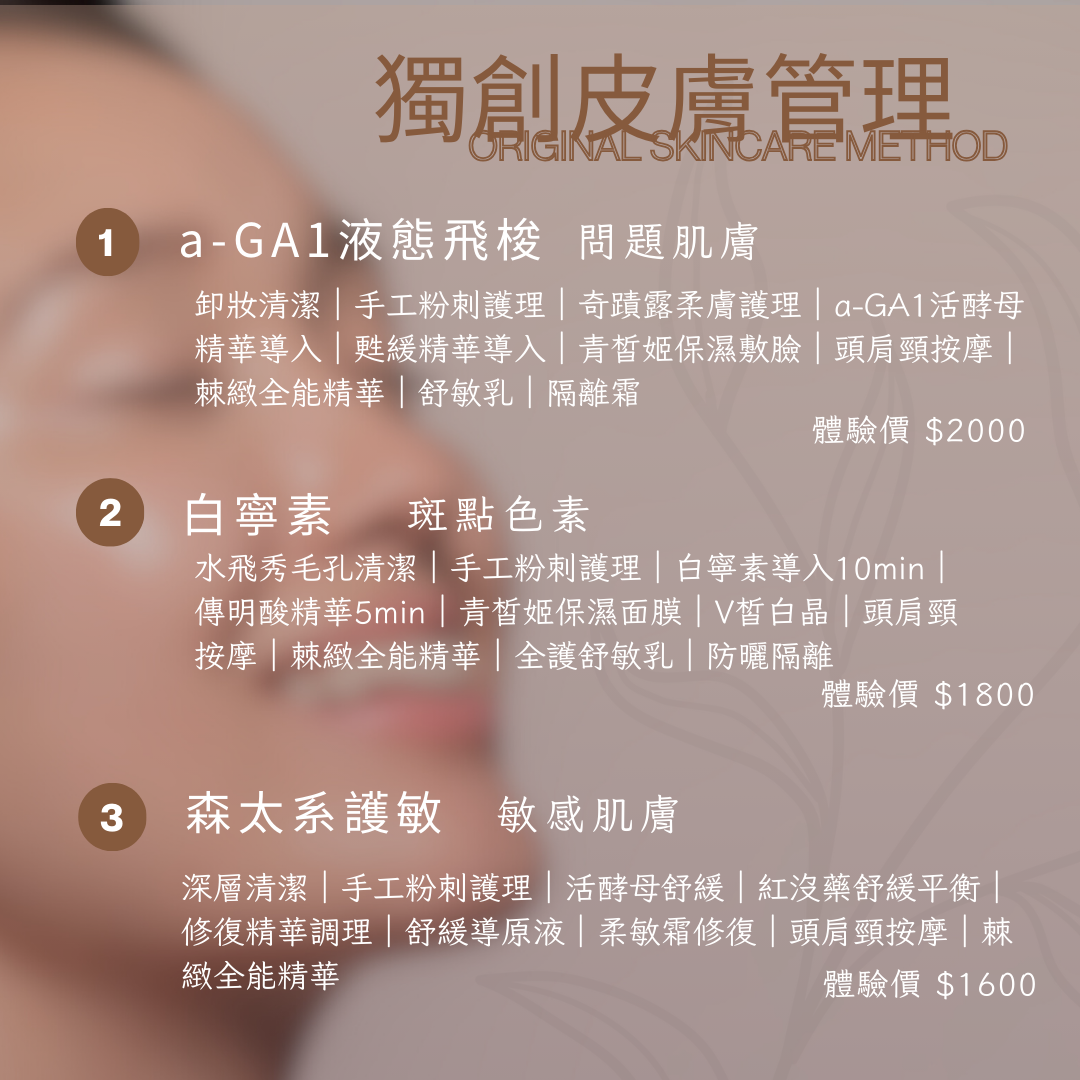 獨創皮膚管理
ORIGINAL SKINCARE METHOD
1 a-GA1液態飛梭 問題肌膚
卸妝清潔｜手工粉刺護理｜奇蹟露柔膚護理｜a-GA1活酵母
精華導入｜甦緩精華導入｜青皙姬保濕敷臉｜頭肩頸按摩｜
棘緻全能精華｜舒敏乳｜隔離霜
體驗價 $2000
2 白寧素 斑點色素
水飛秀毛孔清潔｜手工粉刺護理｜白寧素導入10min｜
傳明酸精華5min｜青皙姬保濕面膜｜V皙白晶｜頭肩頸
按摩｜棘緻全能精華｜全護舒敏乳｜防曬隔離
體驗價 $1800
3 森太系護敏 敏感肌膚
深層清潔｜手工粉刺護理｜活酵母舒緩｜紅沒藥舒緩平衡｜
修復精華調理｜舒緩導原液｜柔敏霜修復｜頭肩頸按摩｜棘
緻全能精華
體驗價 $1600